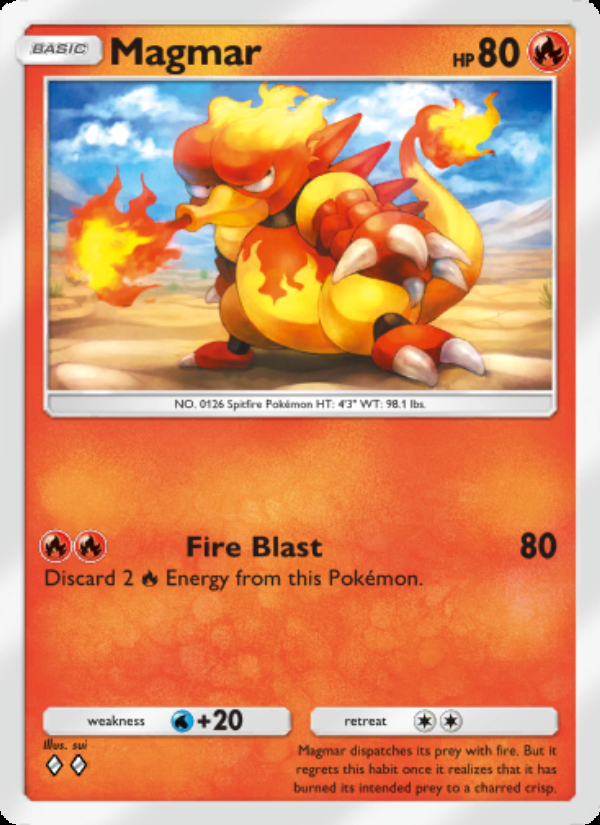 BASIC Magmar HP 80
NO. 0126 Spitfire Pokémon HT: 4'3" WT: 98.1 lbs.
Fire Blast 80
Discard 2 Energy from this Pokémon.
weakness +20 retreat
Illus. sui
Magmar dispatches its prey with fire. But it
regrets this habit once it realizes that it has
burned its intended prey to a charred crisp.